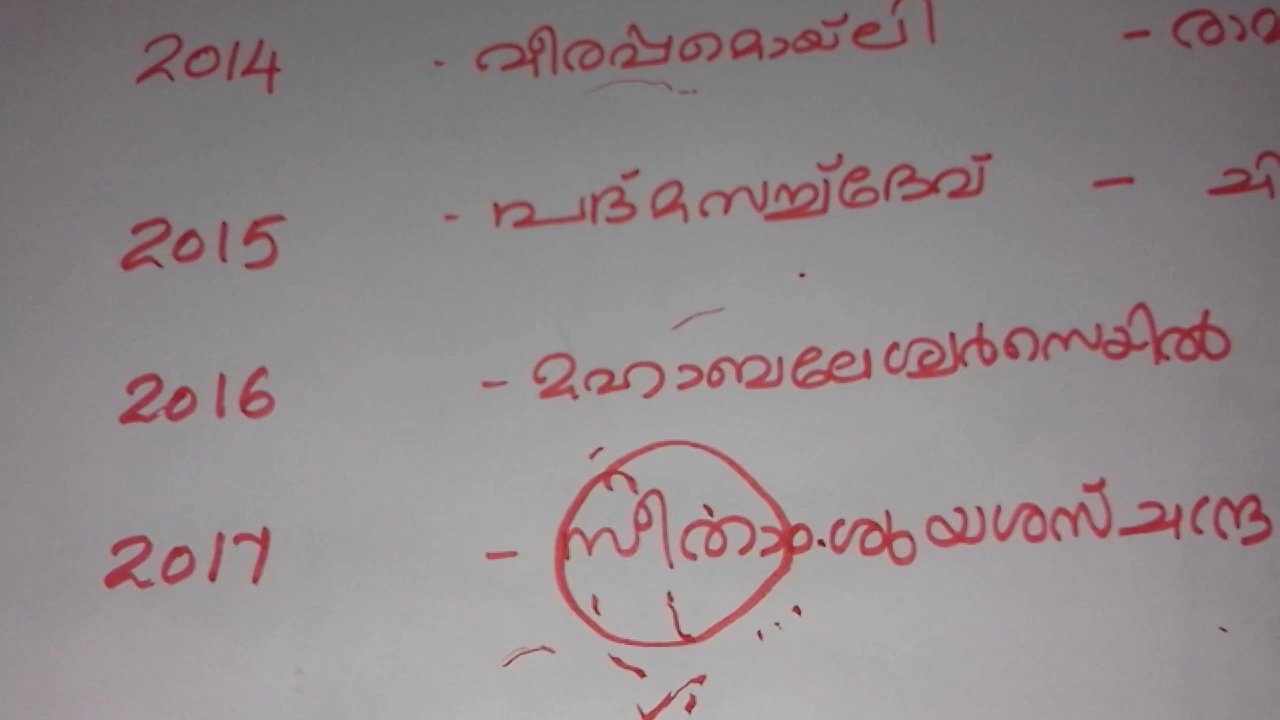 2014 - വീരപ്പമൊയ്ലി - രാമ
2015 - പദ്മസച്ച്ദേവ് - ചി
2016 - മഹാബലേശ്വർസെയിൽ
2017 - സീതാംശു യശസ്ചന്ദ്ര